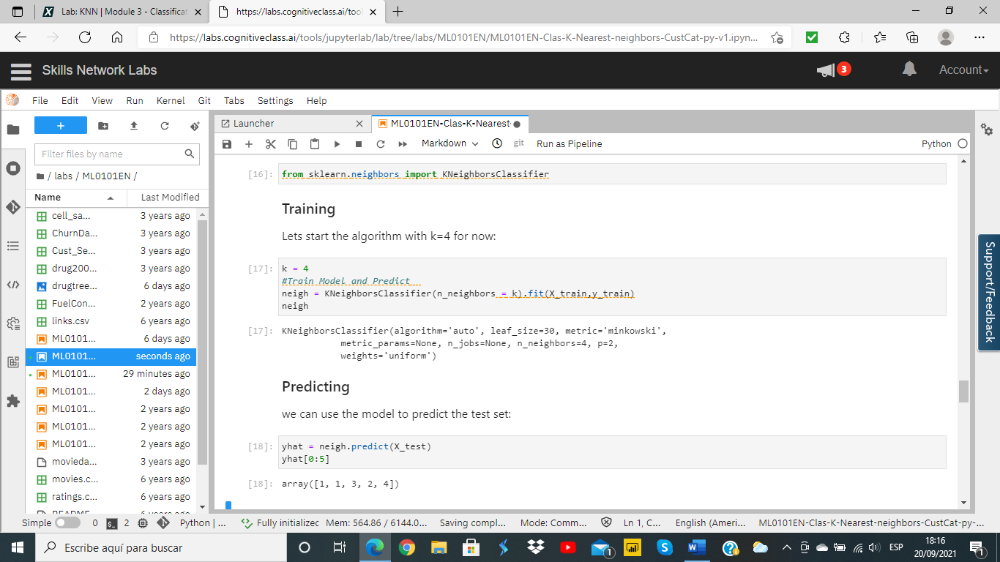 Lab: KNN | Module 3 - Classificat
https://labs.cognitiveclass.ai/tool
https://labs.cognitiveclass.ai/tools/jupyterlab/lab/tree/labs/ML0101EN/ML0101EN-Clas-K-Nearest-neighbors-CustCat-py-v1.ipyn...
Skills Network Labs
3
Account
File Edit View Run Kernel Git Tabs Settings Help
Launcher
ML0101EN-Clas-K-Nearest-
Filter files by name
Markdown
git
Run as Pipeline
Python
/ labs / ML0101EN /
Name Last Modified
cell_sa... 3 years ago
ChurnDa... 3 years ago
Cust_Se... 3 years ago
drug200... 3 years ago
drugtree... 6 days ago
FuelCon... 2 years ago
links.csv 6 years ago
ML0101... 6 days ago
ML0101... seconds ago
ML0101... 29 minutes ago
ML0101... 2 days ago
ML0101... 2 years ago
ML0101... 2 years ago
ML0101... 2 years ago
movieda... 3 years ago
movies.c... 6 years ago
ratings.c... 6 years ago
README 6 years ago
[16]: from sklearn.neighbors import KNeighborsClassifier
Training
Lets start the algorithm with k=4 for now:
[17]: k = 4
#Train Model and Predict
neigh = KNeighborsClassifier(n_neighbors = k).fit(X_train,y_train)
neigh
[17]: KNeighborsClassifier(algorithm='auto', leaf_size=30, metric='minkowski',
metric_params=None, n_jobs=None, n_neighbors=4, p=2,
weights='uniform')
Predicting
we can use the model to predict the test set:
[18]: yhat = neigh.predict(X_test)
yhat[0:5]
[18]: array([1, 1, 3, 2, 4])
Support/Feedback
Simple 0 2 Python | ... Fully initialized Mem: 564.86 / 6144.0... Saving compl... Mode: Comm... Ln 1, C... English (Ameri... ML0101EN-Clas-K-Nearest-neighbors-CustCat-py-...
Escribe aquí para buscar
1
ESP
18:16
20/09/2021
1